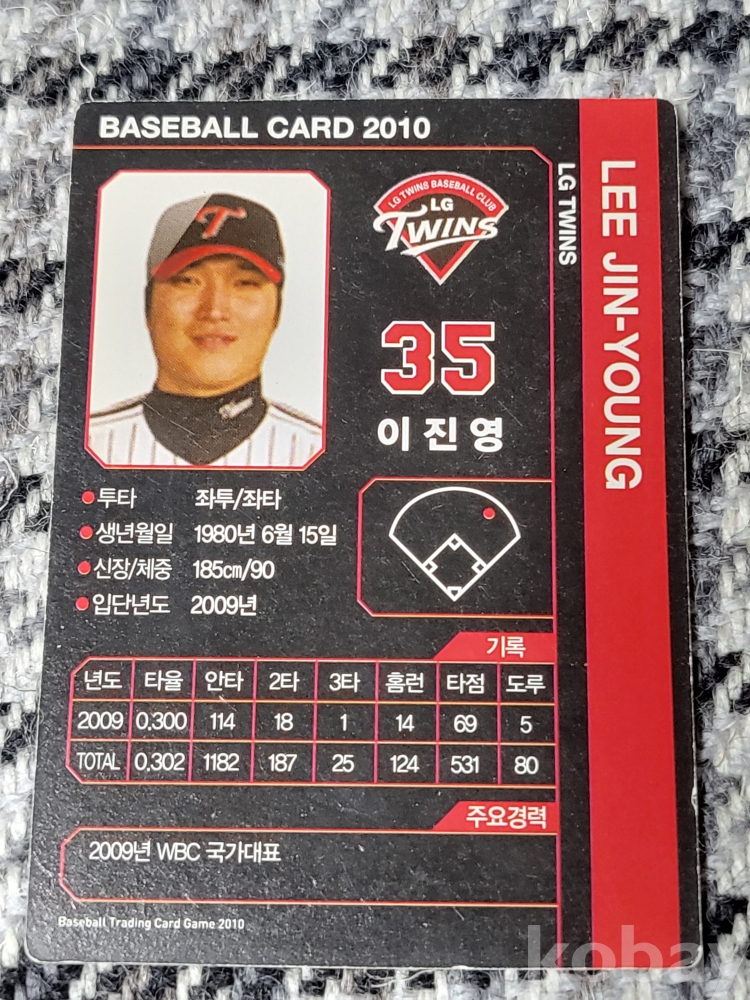 BASEBALL CARD 2010
LEE JIN-YOUNG
LG TWINS
LG TWINS BASEBALL CLUB
LG
TWINS
T
35
이진영
투타 좌투/좌타
생년월일 1980년 6월 15일
신장/체중 185cm/90
입단년도 2009년
기록
년도 타율 안타 2타 3타 홈런 타점 도루
2009 0.300 114 18 1 14 69 5
TOTAL 0.302 1182 187 25 124 531 80
주요경력
2009년 WBC 국가대표
Baseball Trading Card Game 2010
kobay